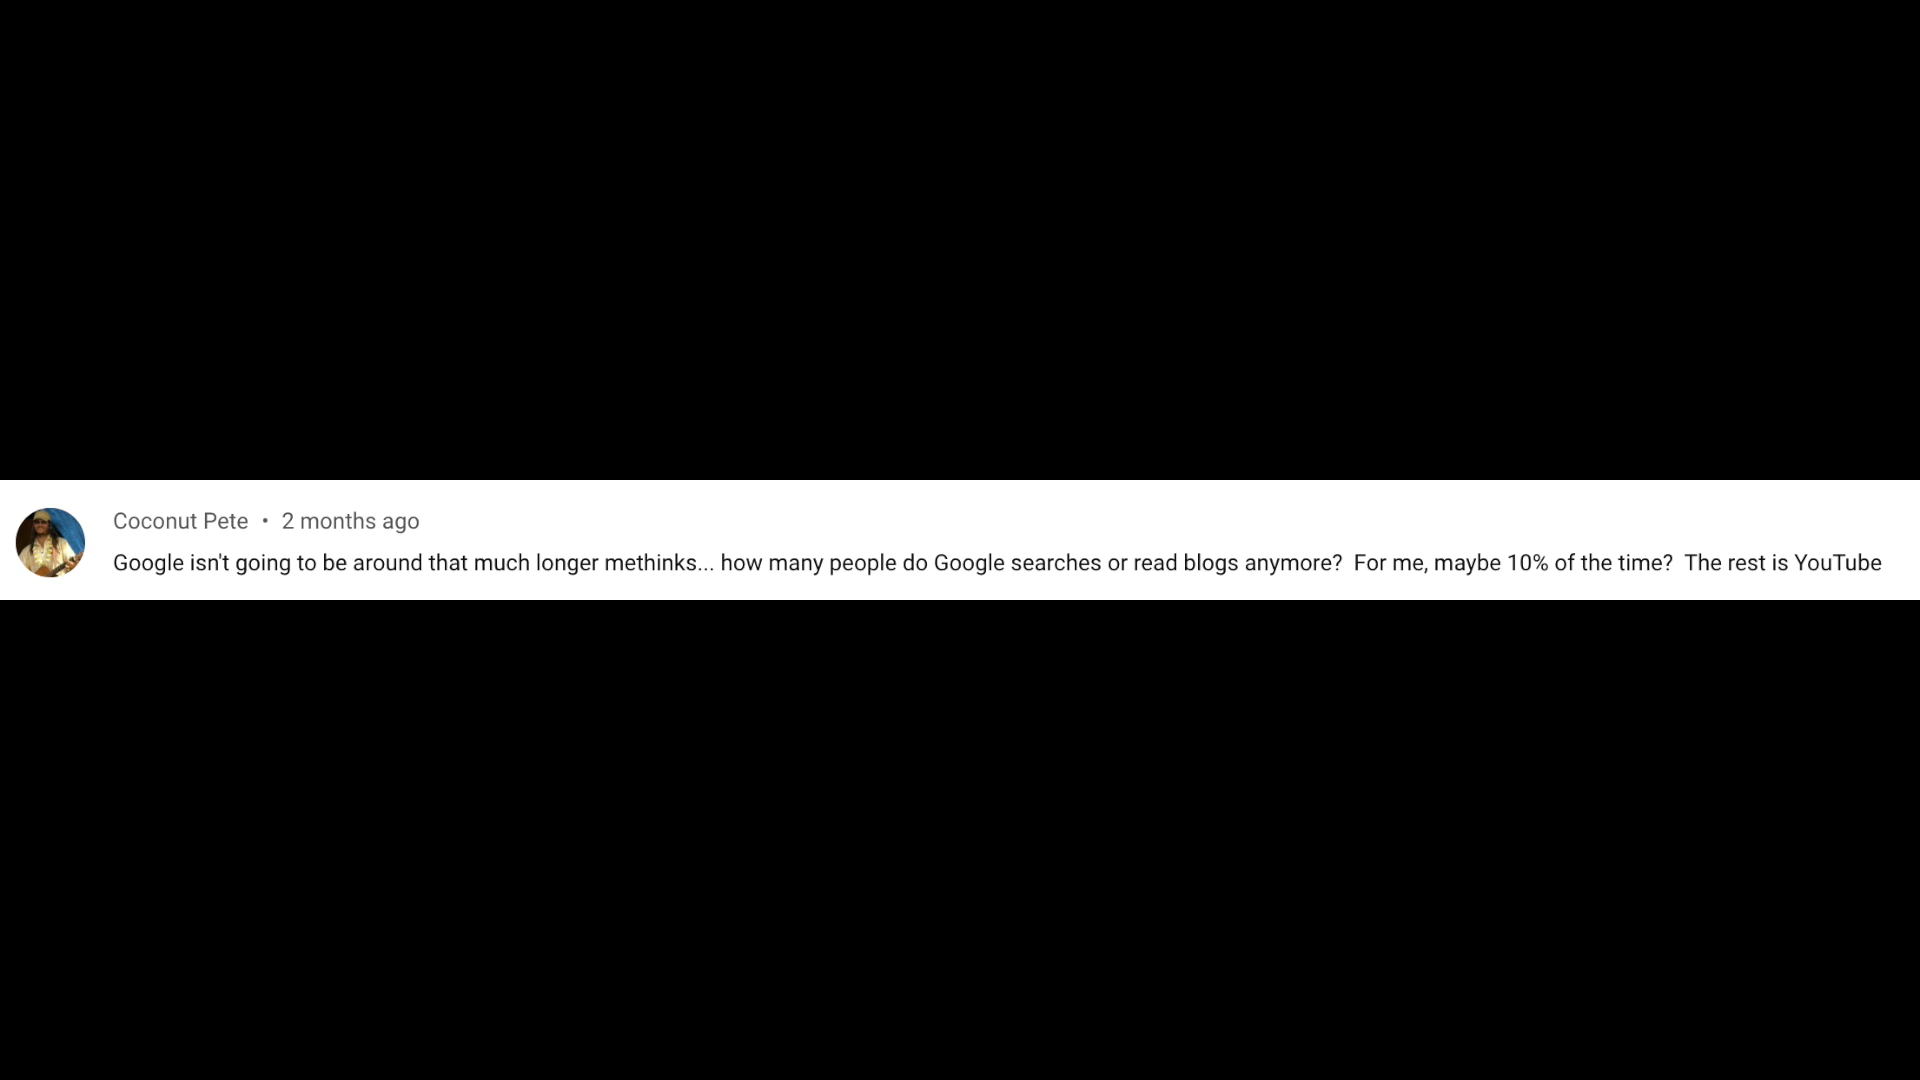 Coconut Pete • 2 months ago
Google isn't going to be around that much longer methinks... how many people do Google searches or read blogs anymore?  For me, maybe 10% of the time?  The rest is YouTube